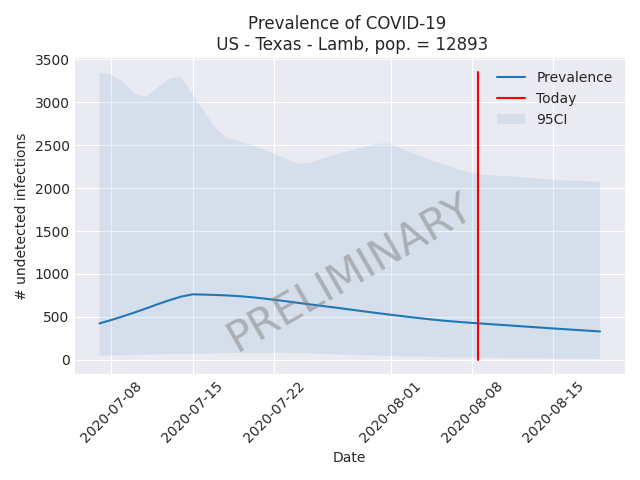 Prevalence of COVID-19
US - Texas - Lamb, pop. = 12893
# undetected infections
3500
3000
2500
2000
1500
1000
500
0
Prevalence
Today
95CI
PRELIMINARY
2020-07-08
2020-07-15
2020-07-22
2020-08-01
2020-08-08
2020-08-15
Date